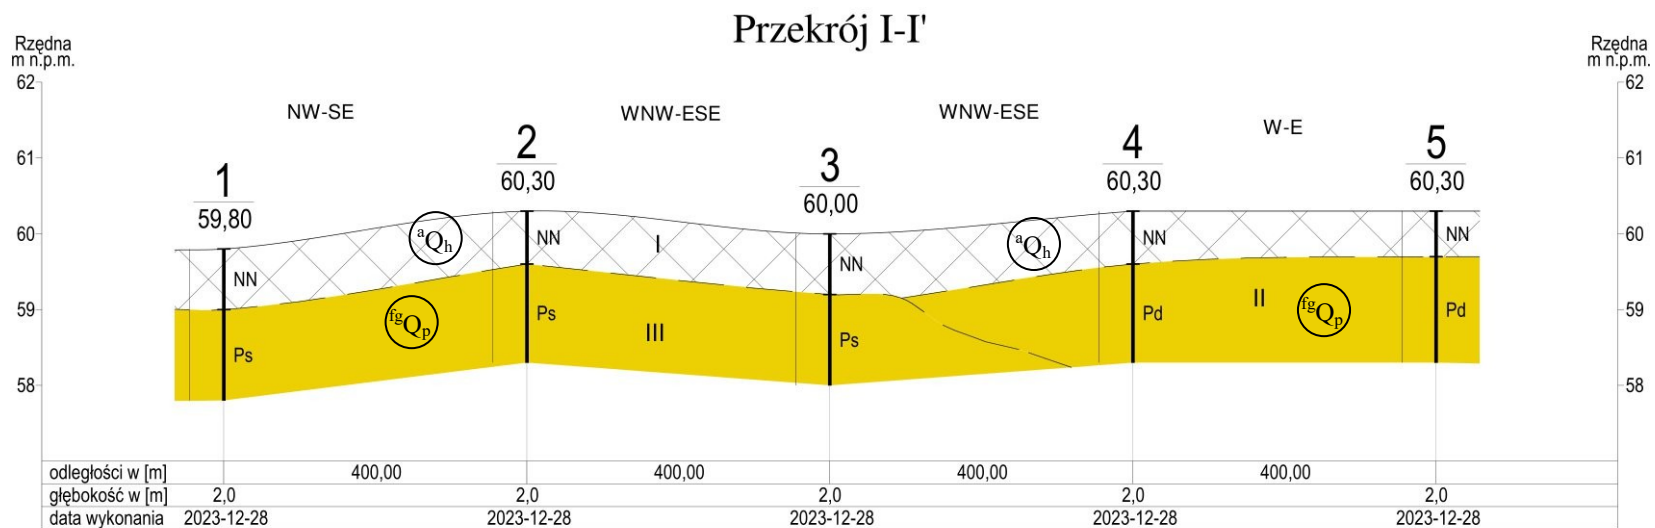 Przekrój I-I'
Rzędna
m n.p.m.
Rzędna
m n.p.m.
62
61
60
59
58
62
61
60
59
58
NW-SE
WNW-ESE
WNW-ESE
W-E
1
59,80
2
60,30
3
60,00
4
60,30
5
60,30
aQh
I
aQh
NN
NN
NN
NN
NN
fgQp
III
II
fgQp
Ps
Ps
Ps
Pd
Pd
odległości w [m] 400,00 400,00 400,00 400,00
głębokość w [m] 2,0 2,0 2,0 2,0 2,0
data wykonania 2023-12-28 2023-12-28 2023-12-28 2023-12-28 2023-12-28